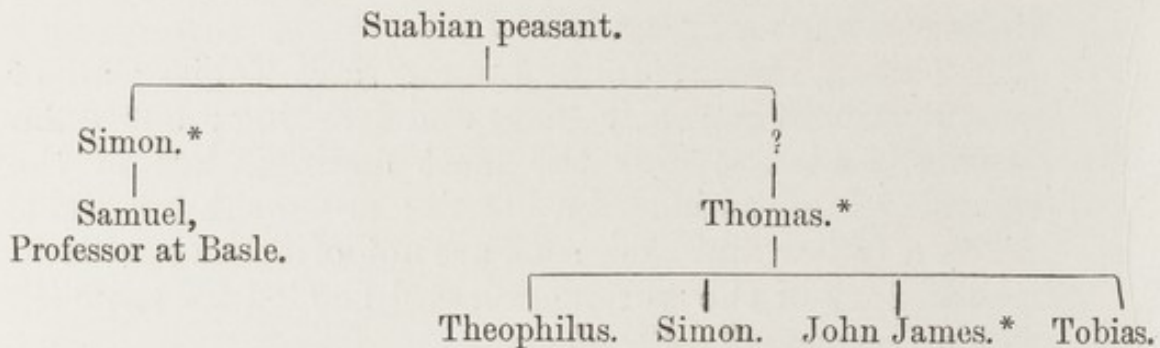 Suabian peasant.
Simon.* ?
Samuel, Thomas.*
Professor at Basle.
Theophilus. Simon. John James.* Tobias.